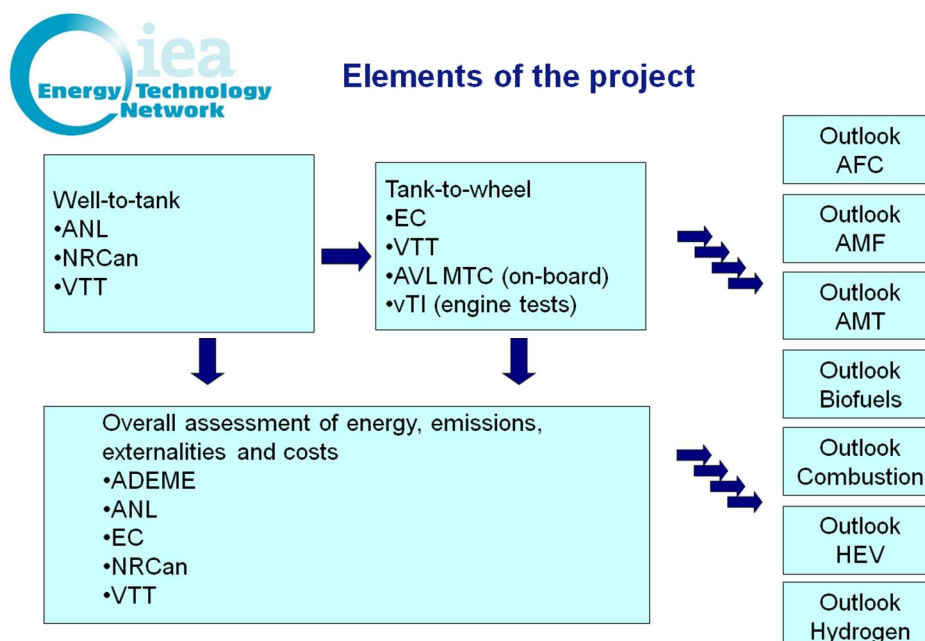 iea
Energy Technology
Network
Elements of the project
Well-to-tank
•ANL
•NRCan
•VTT
Tank-to-wheel
•EC
•VTT
•AVL MTC (on-board)
•vTI (engine tests)
Overall assessment of energy, emissions,
externalities and costs
•ADEME
•ANL
•EC
•NRCan
•VTT
Outlook
AFC
Outlook
AMF
Outlook
AMT
Outlook
Biofuels
Outlook
Combustion
Outlook
HEV
Outlook
Hydrogen